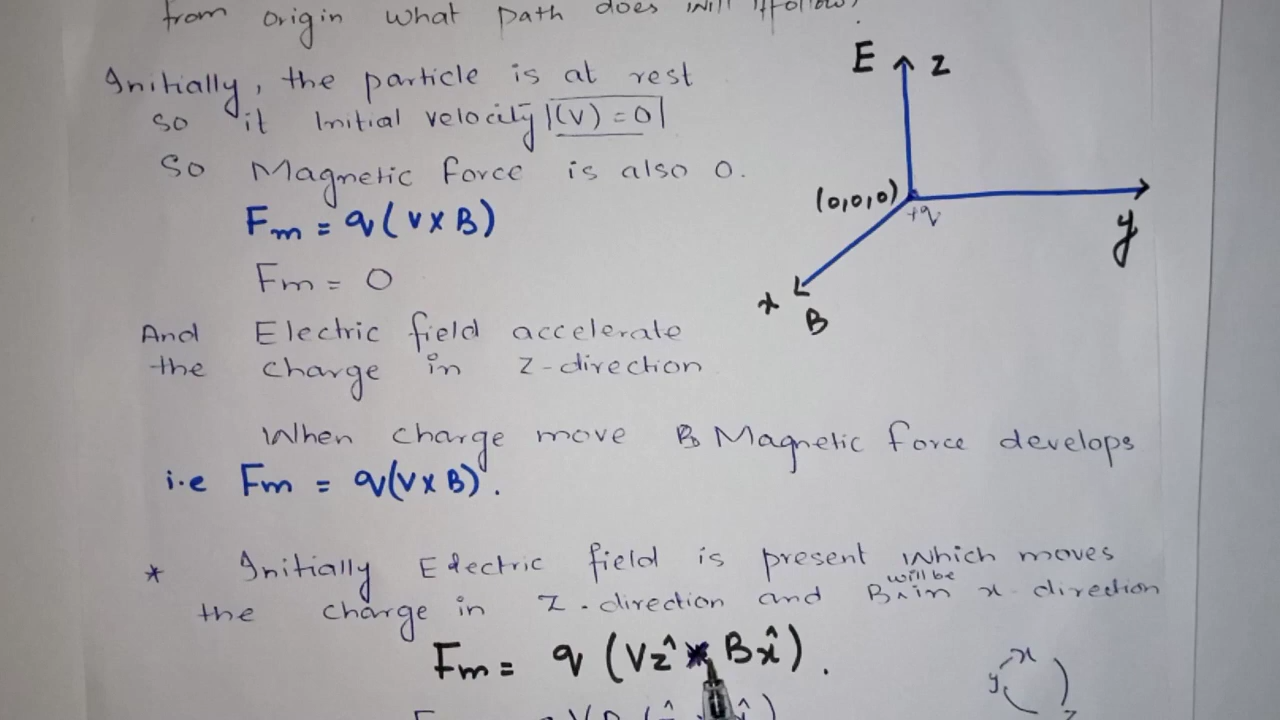 from origin what path does will it follow?
Initially, the particle is at rest
so it Initial velocity |(V) = 0|
So Magnetic force is also 0.
Fm = q(V×B)
Fm = 0
And Electric field accelerate
the charge in Z-direction
When charge move B Magnetic force develops
i.e Fm = q(V×B).
* Initially Electric field is present which moves
the charge in Z-direction and B will be in x-direction
Fm = q (Vẑ × Bx̂).
E z
(0,0,0)
+q
y
x
B
x
y
z